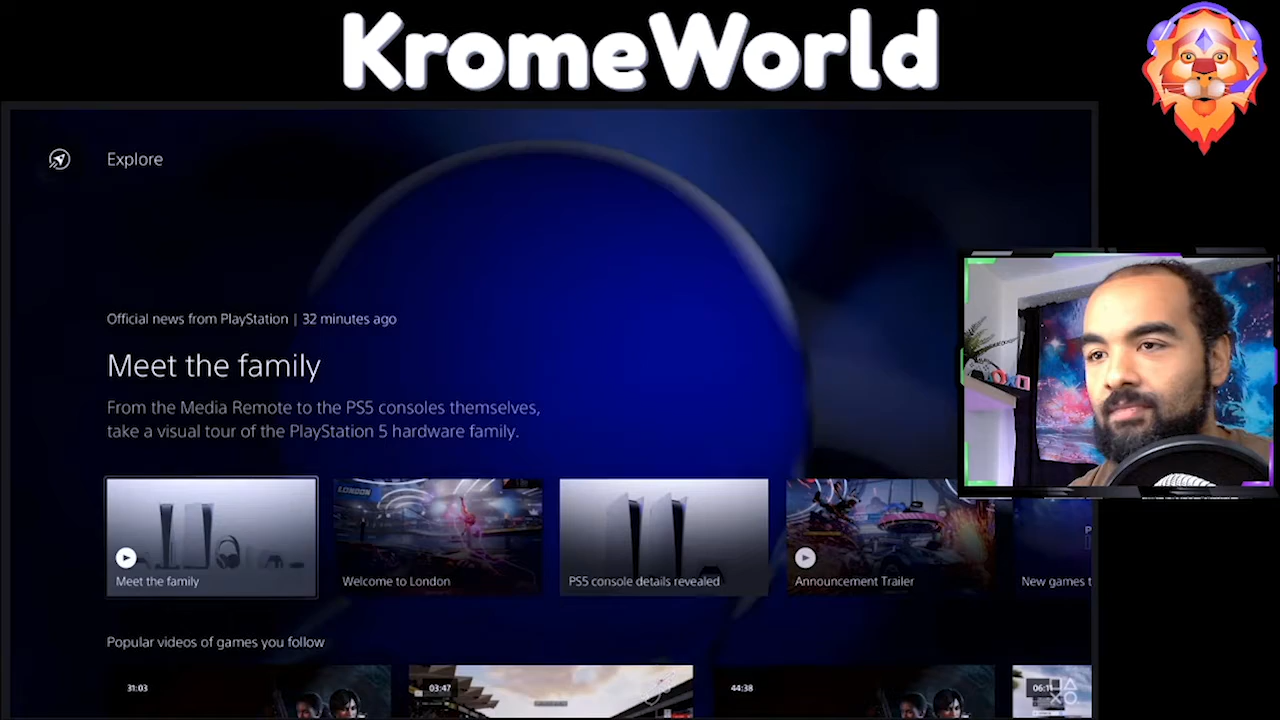 KromeWorld
Explore
Official news from PlayStation | 32 minutes ago
Meet the family
From the Media Remote to the PS5 consoles themselves,
take a visual tour of the PlayStation 5 hardware family.
LONDON
Meet the family
Welcome to London
PS5 console details revealed
Announcement Trailer
New games t
Popular videos of games you follow
31:03
03:47
44:38